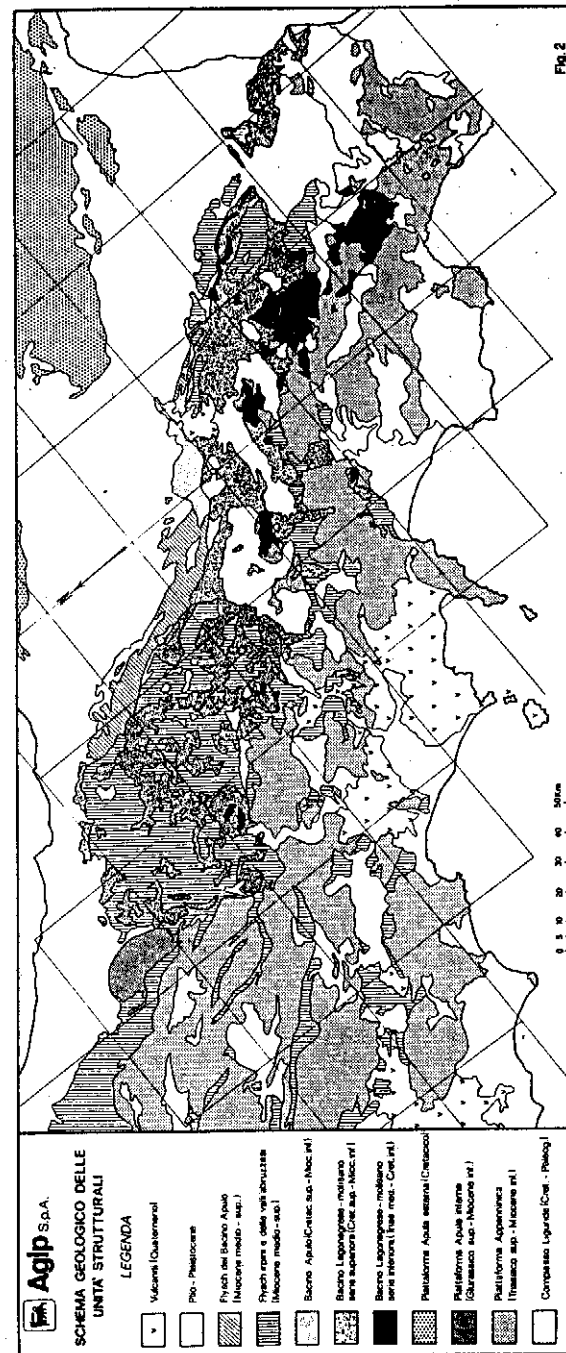 Agip S.p.A.
SCHEMA GEOLOGICO DELLE
UNITA' STRUTTURALI
LEGENDA
Vulcaniti (Quaternario)
Plio - Pleistocene
Flysch del Bacino Apulo
(Miocene medio - sup.)
Flysch irpini e delle valli abruzzesi
(Miocene medio - sup.)
Bacino Apulo (Cretac. sup. - Mioc. inf.)
Bacino Lagonegrese - molisano
serie superiore (Cret. sup. - Mioc. inf.)
Bacino Lagonegrese - molisano
serie inferiore (Trias med. - Cret. inf.)
Piattaforma Apula esterna (Cretacico)
Piattaforma Apula interna
(Giurassico sup. - Miocene inf.)
Piattaforma Appenninica
(Triassico sup. - Miocene inf.)
Complesso Liguride (Cret. - Paleog.)
0 5 10 20 30 40 50 Km
Fig. 2